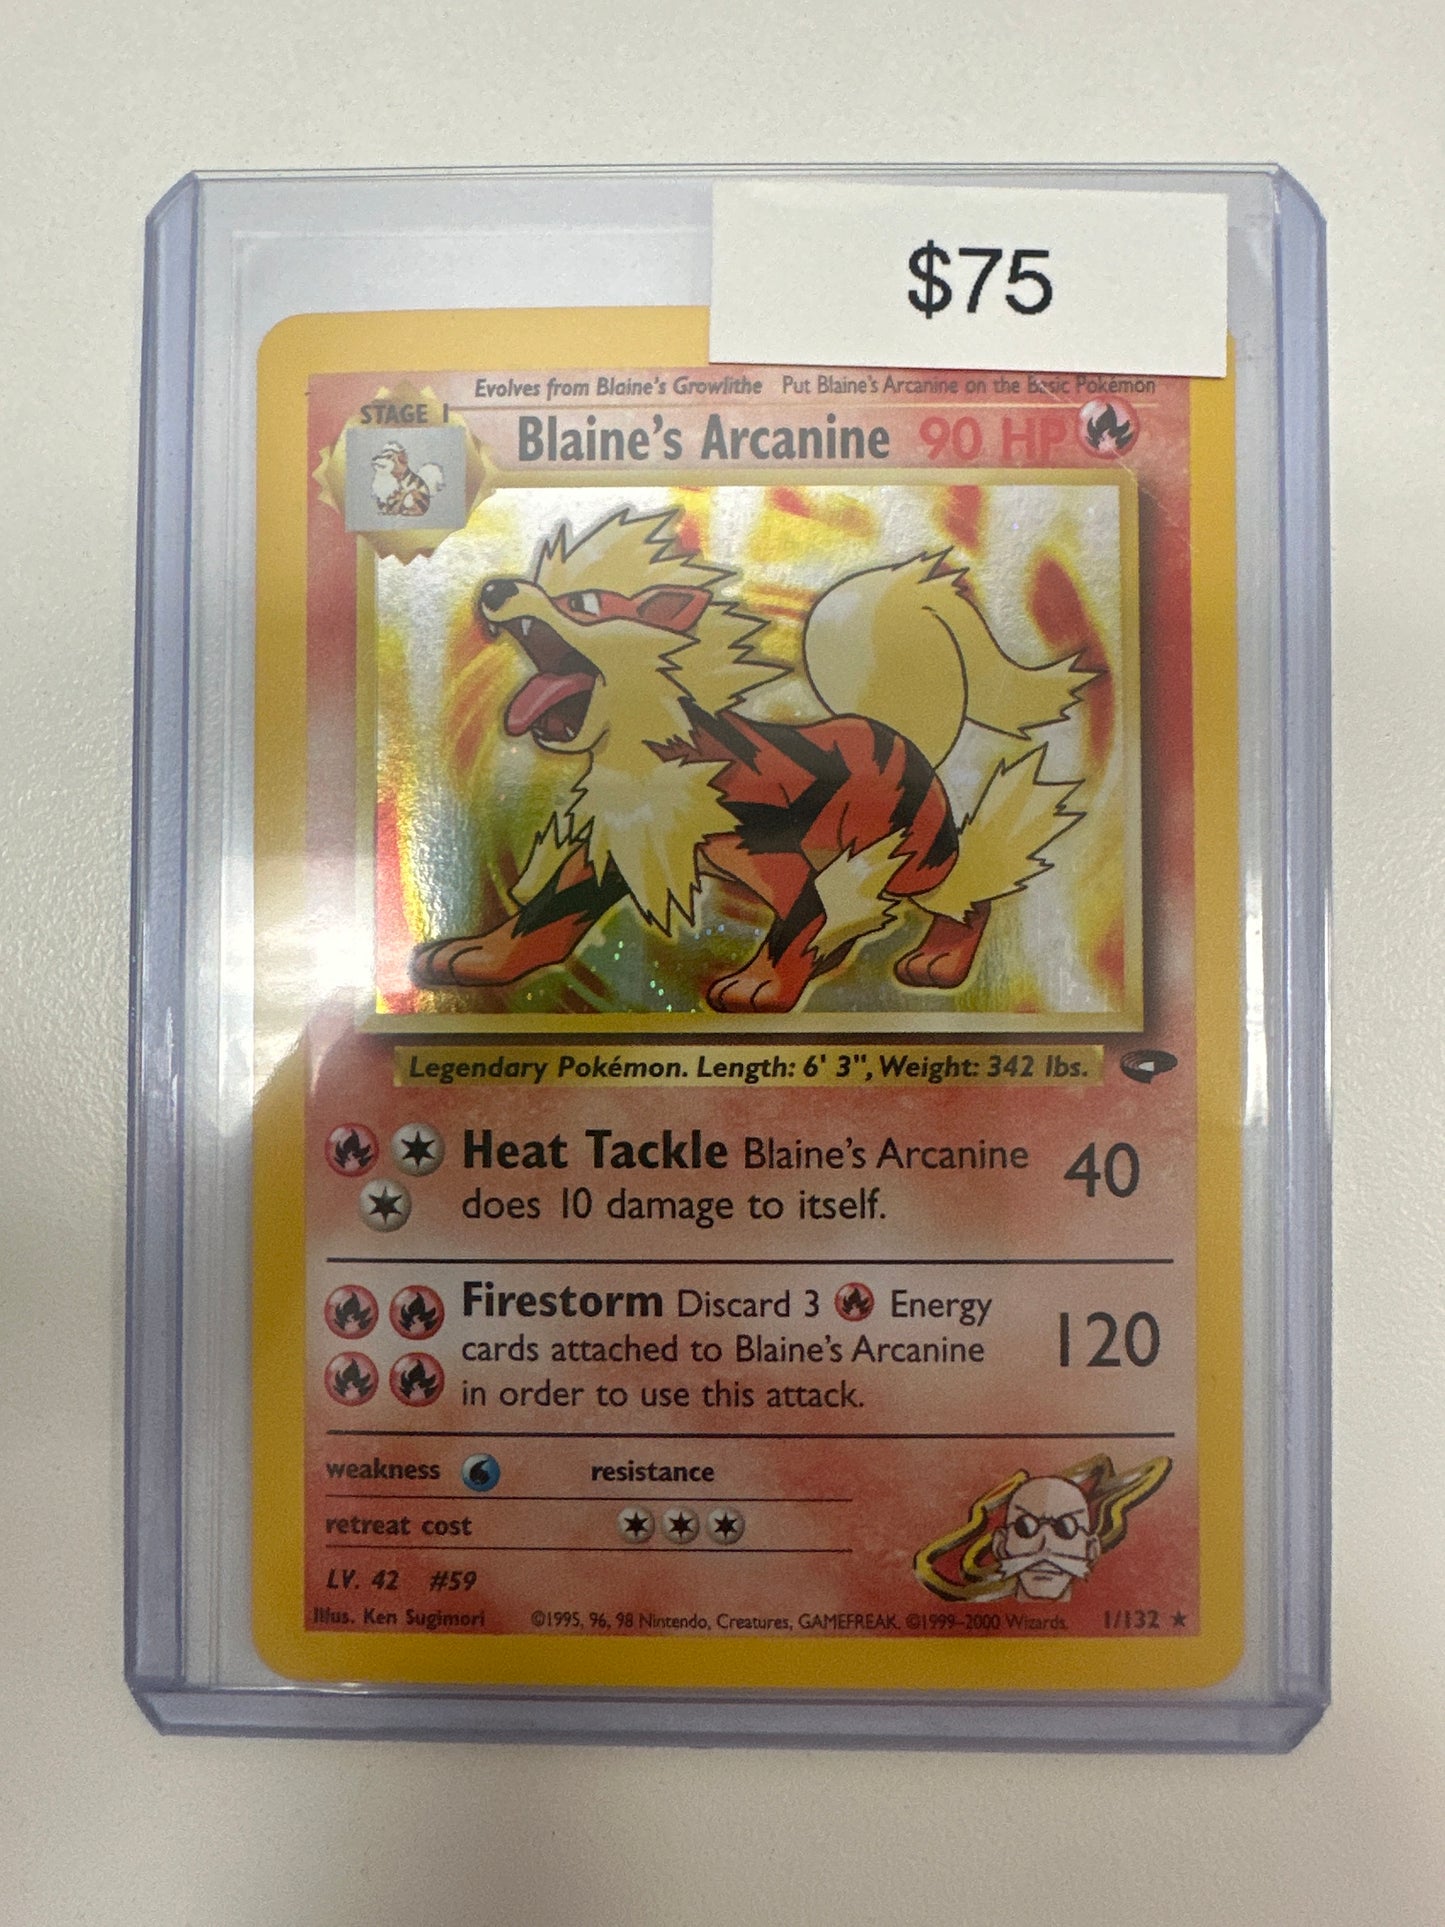 $75
Evolves from Blaine's Growlithe Put Blaine's Arcanine on the Basic Pokémon
STAGE 1
Blaine's Arcanine 90 HP
Legendary Pokémon. Length: 6' 3", Weight: 342 lbs.
Heat Tackle Blaine's Arcanine 40
does 10 damage to itself.
Firestorm Discard 3 Energy
cards attached to Blaine's Arcanine 120
in order to use this attack.
weakness resistance
retreat cost
LV. 42 #59
Illus. Ken Sugimori ©1995, 96, 98 Nintendo, Creatures, GAMEFREAK. ©1999–2000 Wizards. 1/132 ★